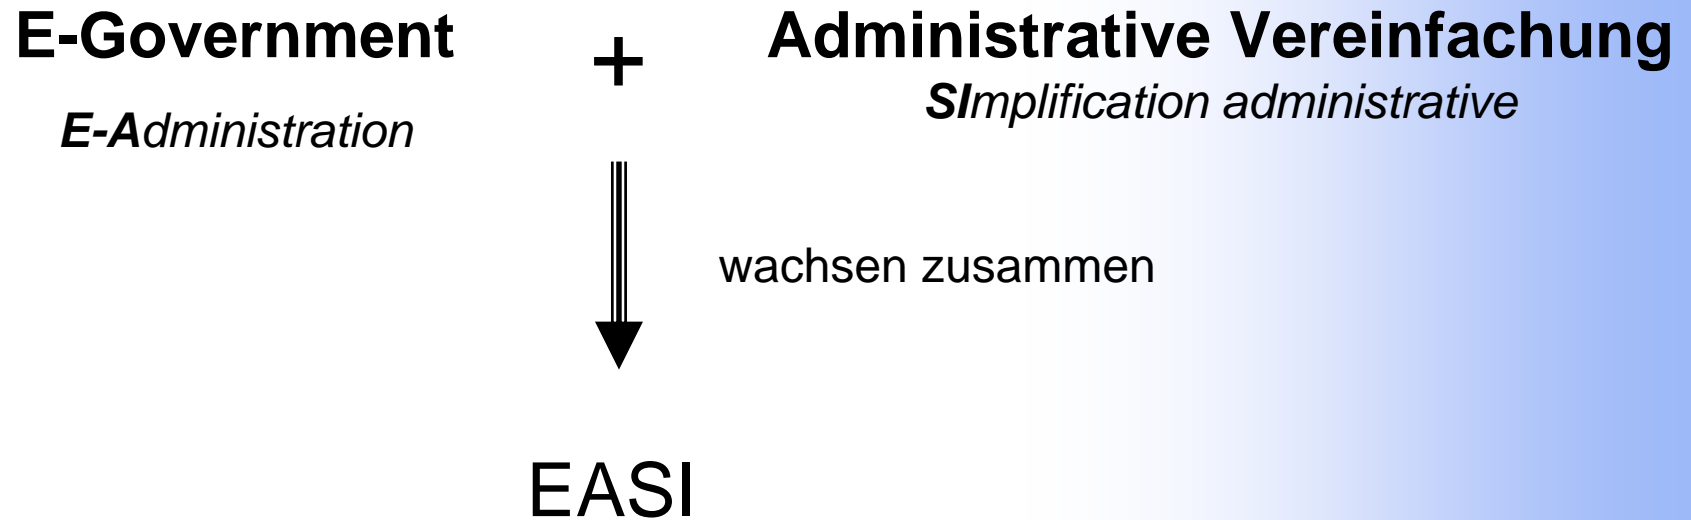 E-Government + Administrative Vereinfachung
E-Administration
SImplification administrative
wachsen zusammen
EASI